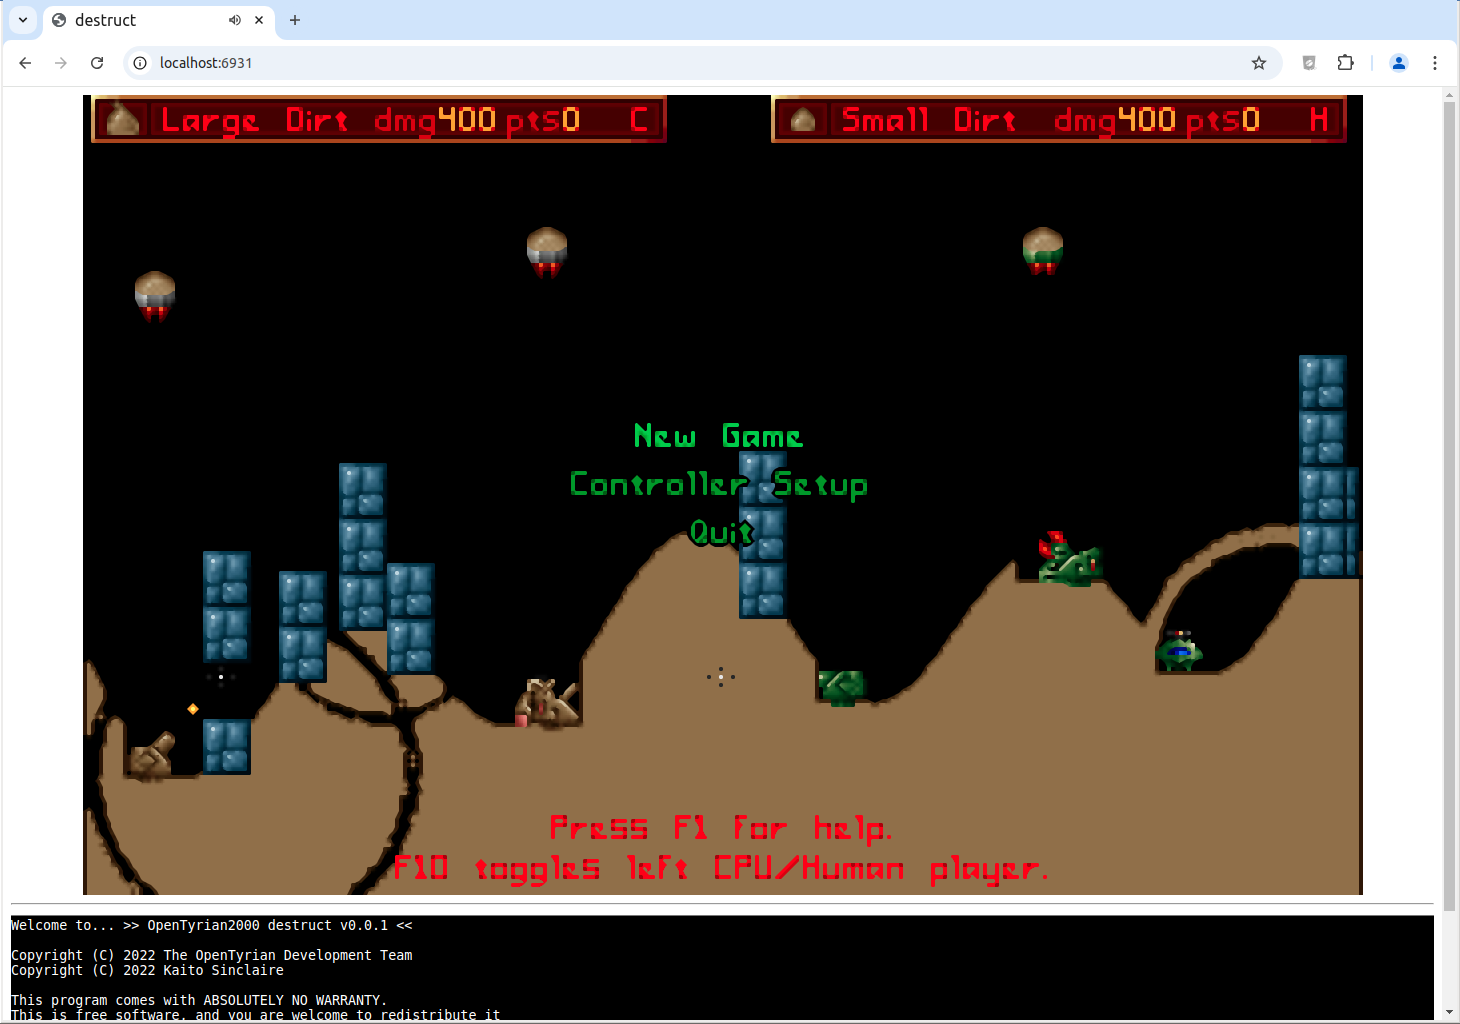 destruct
localhost:6931
Large Dirt dmg400 pts0 C
Small Dirt dmg400 pts0 H
New Game
Controller Setup
Quit
Press F1 for help.
F10 toggles left CPU/Human player.
Welcome to... >> OpenTyrian2000 destruct v0.0.1 <<
Copyright (C) 2022 The OpenTyrian Development Team
Copyright (C) 2022 Kaito Sinclaire
This program comes with ABSOLUTELY NO WARRANTY.
This is free software, and you are welcome to redistribute it